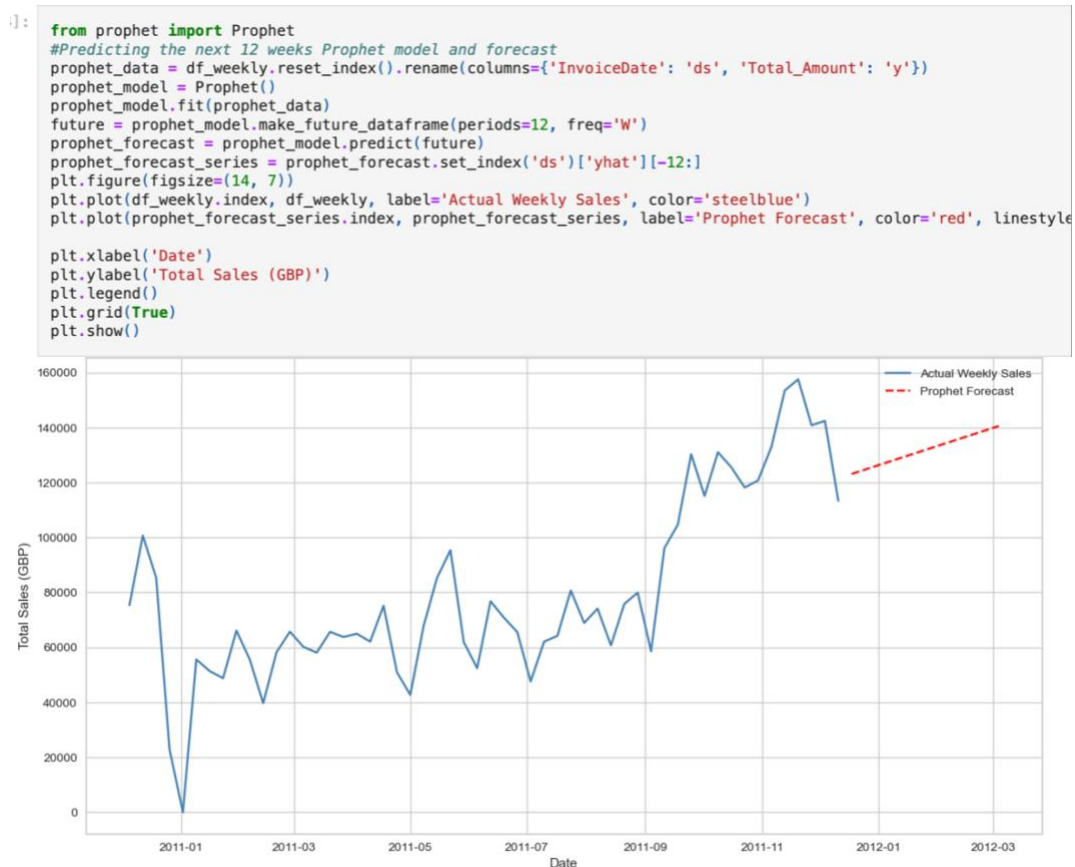 ]:
from prophet import Prophet
#Predicting the next 12 weeks Prophet model and forecast
prophet_data = df_weekly.reset_index().rename(columns={'InvoiceDate': 'ds', 'Total_Amount': 'y'})
prophet_model = Prophet()
prophet_model.fit(prophet_data)
future = prophet_model.make_future_dataframe(periods=12, freq='W')
prophet_forecast = prophet_model.predict(future)
prophet_forecast_series = prophet_forecast.set_index('ds')['yhat'][-12:]
plt.figure(figsize=(14, 7))
plt.plot(df_weekly.index, df_weekly, label='Actual Weekly Sales', color='steelblue')
plt.plot(prophet_forecast_series.index, prophet_forecast_series, label='Prophet Forecast', color='red', linestyle
plt.xlabel('Date')
plt.ylabel('Total Sales (GBP)')
plt.legend()
plt.grid(True)
plt.show()
Actual Weekly Sales
Prophet Forecast
160000
140000
120000
100000
80000
60000
40000
20000
0
Total Sales (GBP)
2011-01
2011-03
2011-05
2011-07
2011-09
2011-11
2012-01
2012-03
Date